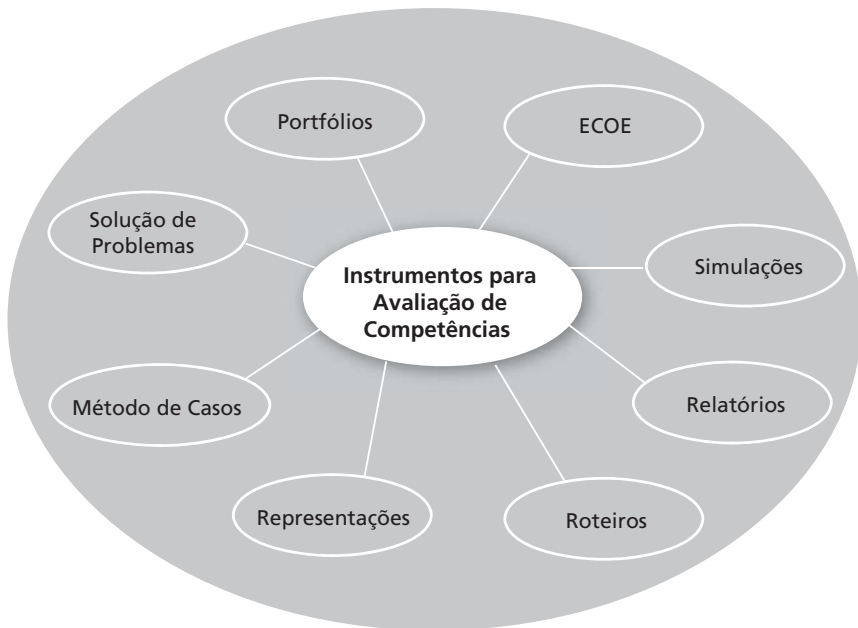 Portfólios
ECOE
Solução de
Problemas
Simulações
Instrumentos para
Avaliação de
Competências
Método de Casos
Relatórios
Representações
Roteiros